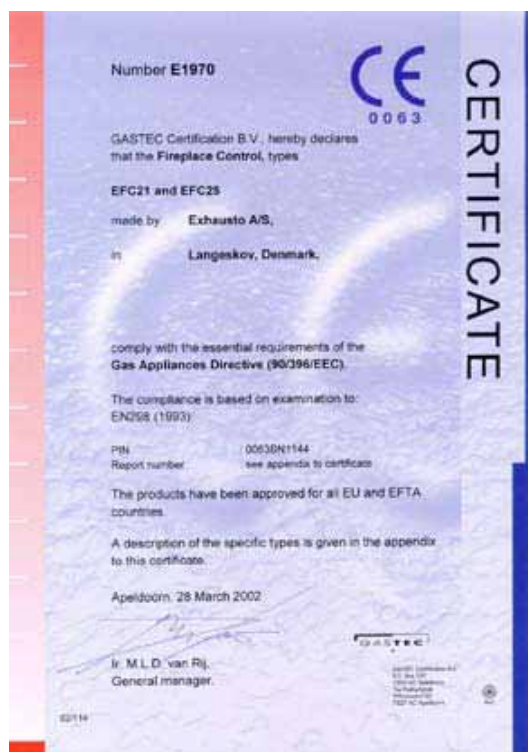 Number E1970
CE
0063
CERTIFICATE
GASTEC Certification B.V., hereby declares
that the Fireplace Control, types
EFC21 and EFC25
made by Exhausto A/S,
in Langeskov, Denmark,
comply with the essential requirements of the
Gas Appliances Directive (90/396/EEC).
The compliance is based on examination to:
EN298 (1993)
PIN : 0063BN1144
Report number : see appendix to certificate
The products have been approved for all EU and EFTA
countries.
A description of the specific types is given in the appendix
to this certificate.
Apeldoorn, 28 March 2002
GASTEC
Ir. M.L.D. van Rij,
General manager.